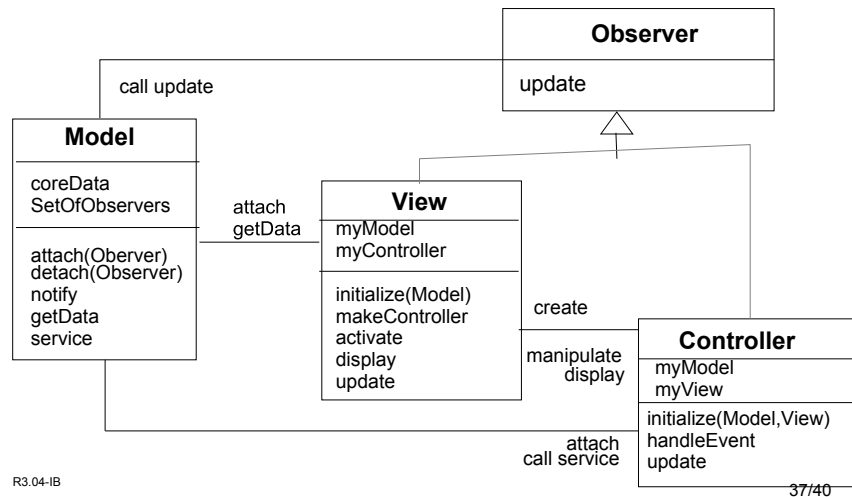 Observer
update
call update
Model
coreData
SetOfObservers
attach(Oberver)
detach(Observer)
notify
getData
service
attach
getData
View
myModel
myController
initialize(Model)
makeController
activate
display
update
create
manipulate
display
Controller
myModel
myView
initialize(Model,View)
handleEvent
update
attach
call service
R3.04-IB
37/40